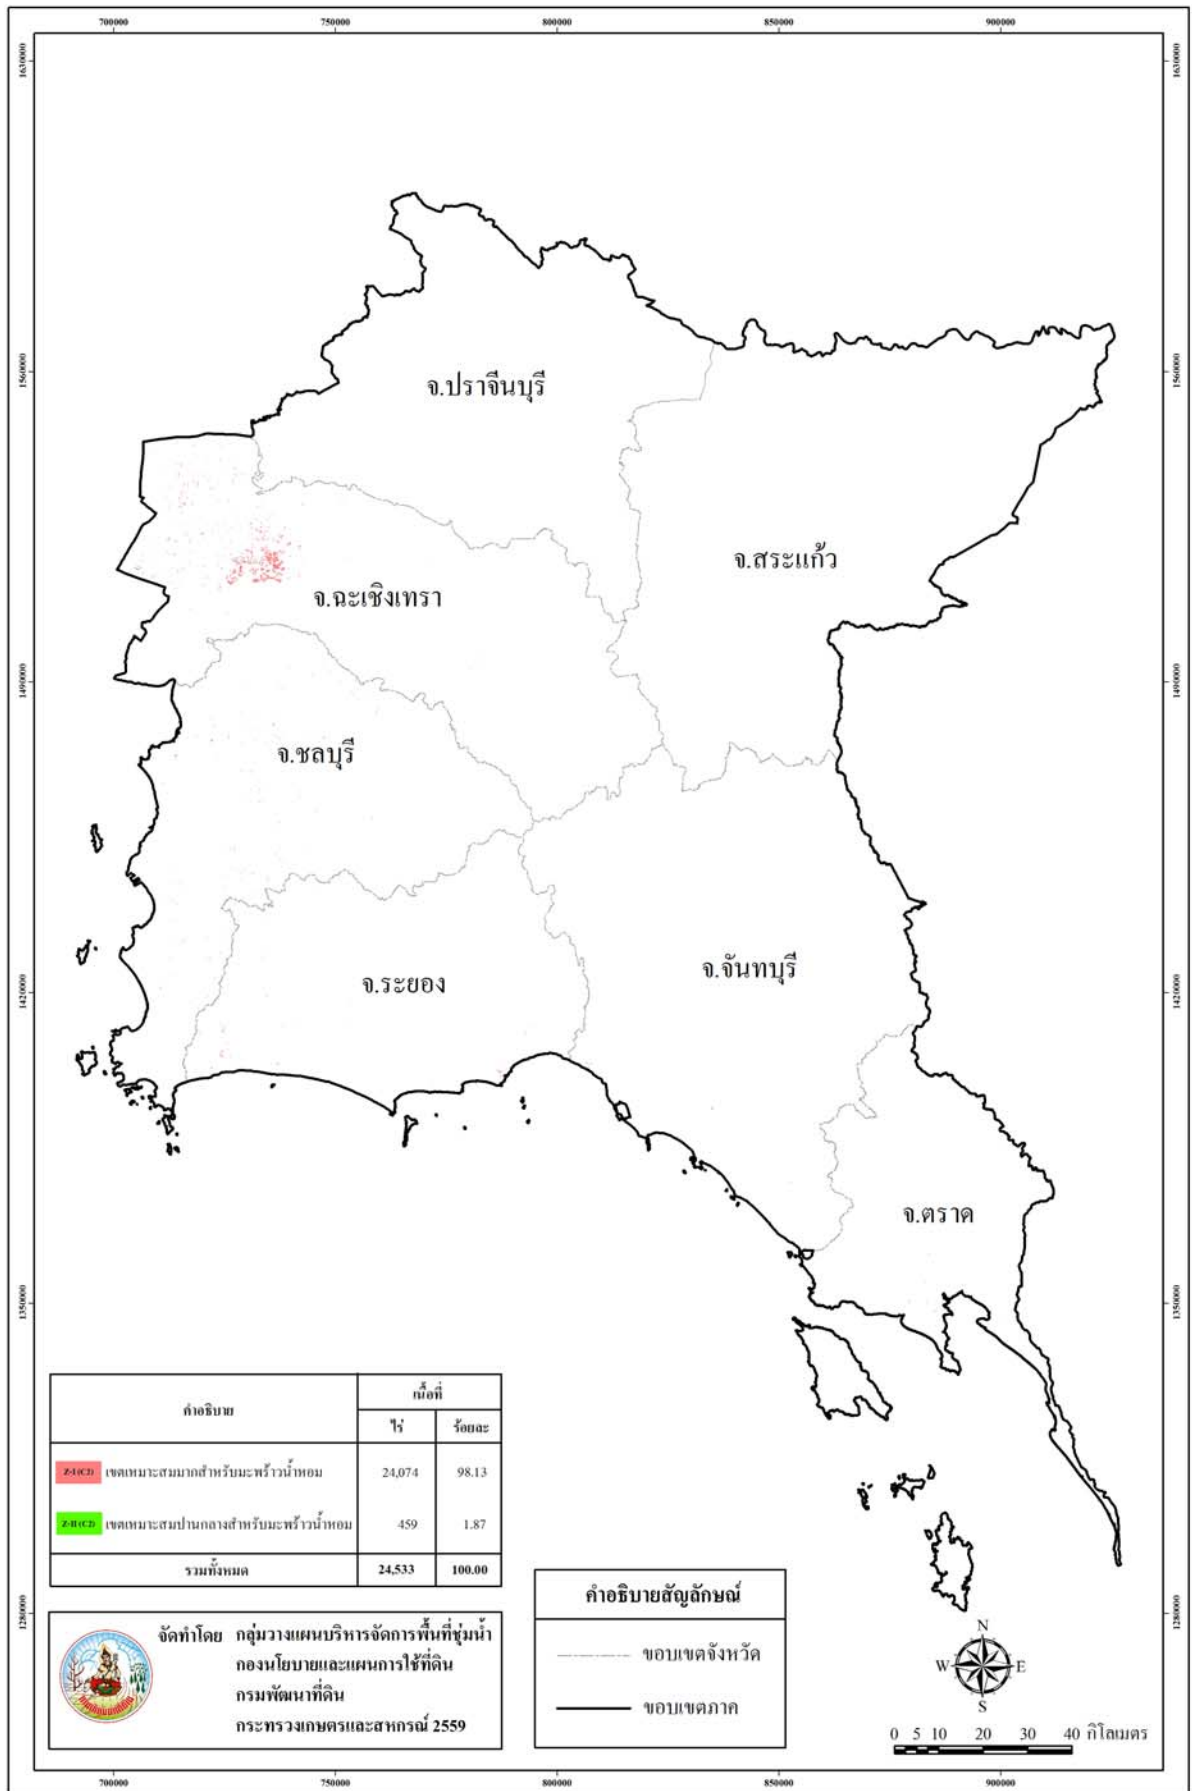 700000 750000 800000 850000 900000
1630000 1630000
1560000 1560000
จ.ปราจีนบุรี
จ.สระแก้ว
จ.ฉะเชิงเทรา
1490000 1490000
จ.ชลบุรี
จ.จันทบุรี
จ.ระยอง
1420000 1420000
จ.ตราด
1350000 1350000
คำอธิบาย เนื้อที่
ไร่ ร้อยละ
Z-I (C3) เขตเหมาะสมมากสำหรับมะพร้าวน้ำหอม 24,074 98.13
Z-II (C3) เขตเหมาะสมปานกลางสำหรับมะพร้าวน้ำหอม 459 1.87
รวมทั้งหมด 24,533 100.00
1280000 1280000
จัดทำโดย กลุ่มวางแผนบริหารจัดการพื้นที่ชุ่มน้ำ
กองนโยบายและแผนการใช้ที่ดิน
กรมพัฒนาที่ดิน
กระทรวงเกษตรและสหกรณ์ 2559
คำอธิบายสัญลักษณ์
ขอบเขตจังหวัด
ขอบเขตภาค
N
W E
S
0 5 10 20 30 40 กิโลเมตร
700000 750000 800000 850000 900000